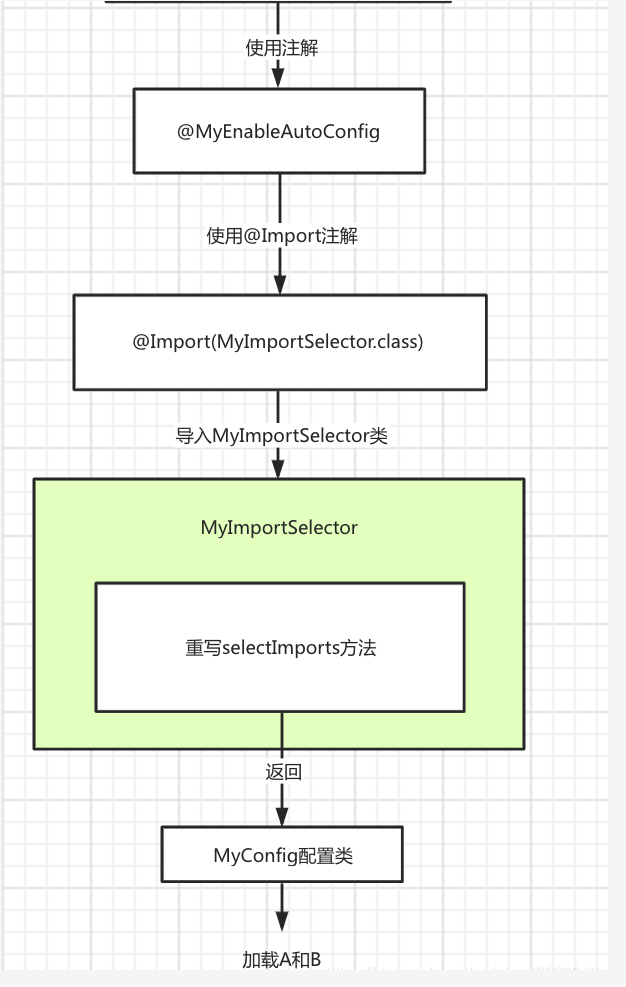 使用注解
@MyEnableAutoConfig
使用@Import注解
@Import(MyImportSelector.class)
导入MyImportSelector类
MyImportSelector
重写selectImports方法
返回
MyConfig配置类
加载A和B